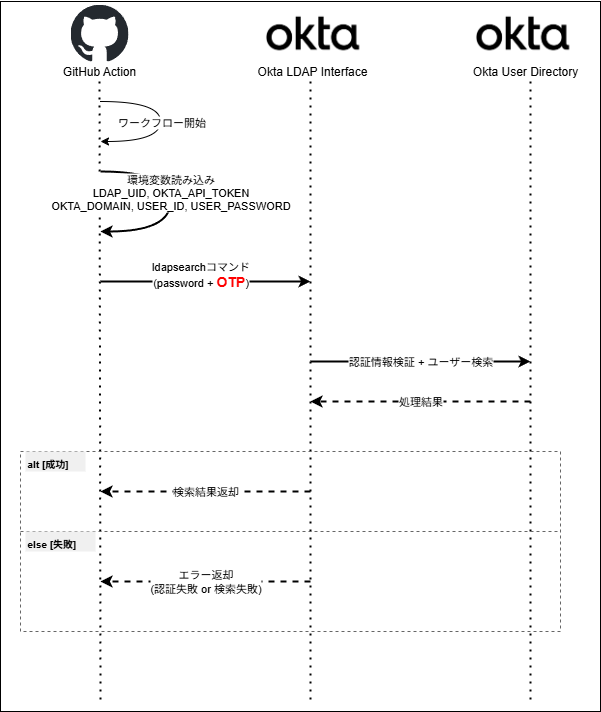 okta
okta
GitHub Action
Okta LDAP Interface
Okta User Directory
ワークフロー開始
環境変数読み込み
LDAP_UID, OKTA_API_TOKEN
OKTA_DOMAIN, USER_ID, USER_PASSWORD
ldapsearchコマンド
(password + OTP)
認証情報検証 + ユーザー検索
処理結果
alt [成功]
検索結果返却
else [失敗]
エラー返却
(認証失敗 or 検索失敗)